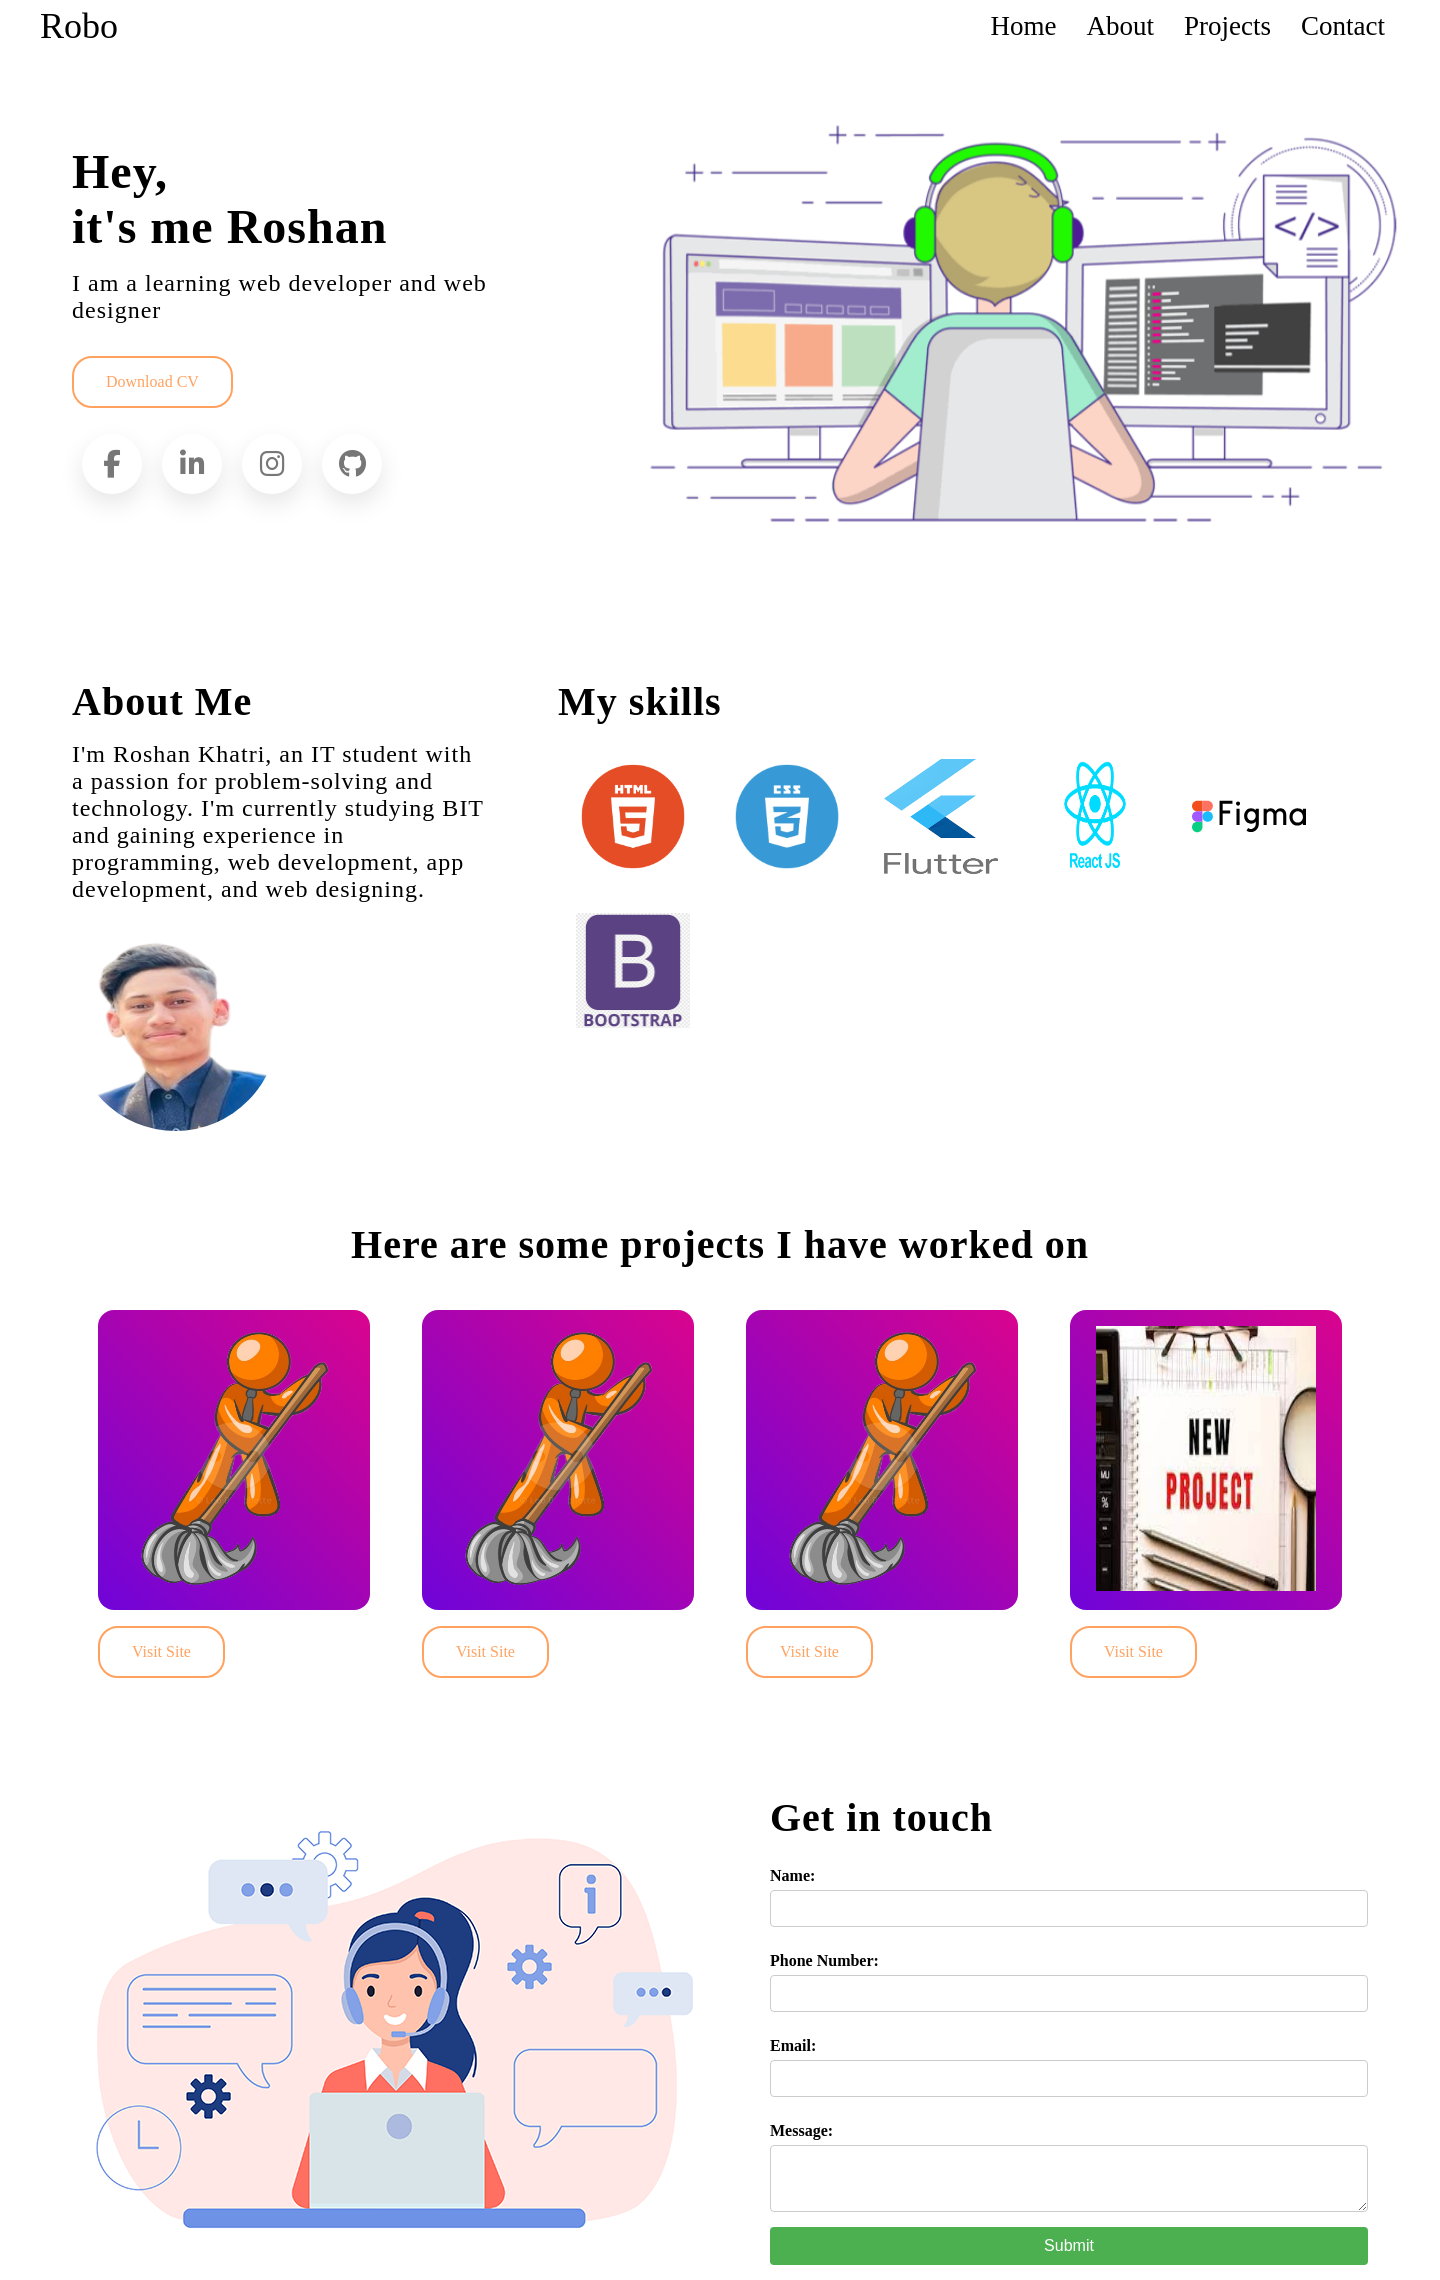 Robo
Home About Projects Contact
Hey,
it's me Roshan
I am a learning web developer and web
designer
Download CV
</>
About Me
My skills
I'm Roshan Khatri, an IT student with
a passion for problem-solving and
technology. I'm currently studying BIT
and gaining experience in
programming, web development, app
development, and web designing.
HTML
5
CSS
3
Flutter
React JS
Figma
B
BOOTSTRAP
Here are some projects I have worked on
NEW
PROJECT
MU
%
Visit Site
Visit Site
Visit Site
Visit Site
Get in touch
Name:
Phone Number:
Email:
Message:
Submit